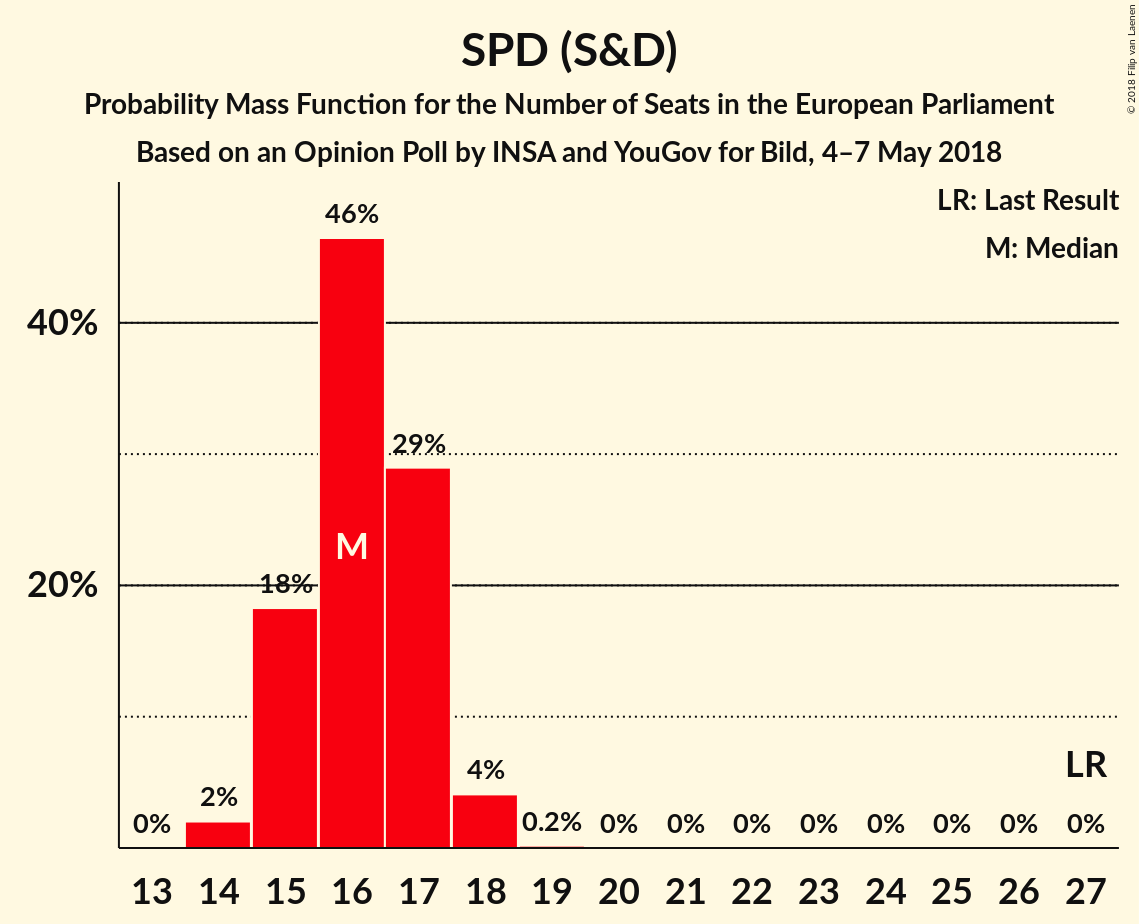 SPD (S&D)
Probability Mass Function for the Number of Seats in the European Parliament
Based on an Opinion Poll by INSA and YouGov for Bild, 4–7 May 2018
© 2018 Filip van Laenen
LR: Last Result
M: Median
40%
20%
0%
2%
18%
46%
M
29%
4%
0.2%
0%
0%
0%
0%
0%
0%
0%
0%
LR
13 14 15 16 17 18 19 20 21 22 23 24 25 26 27